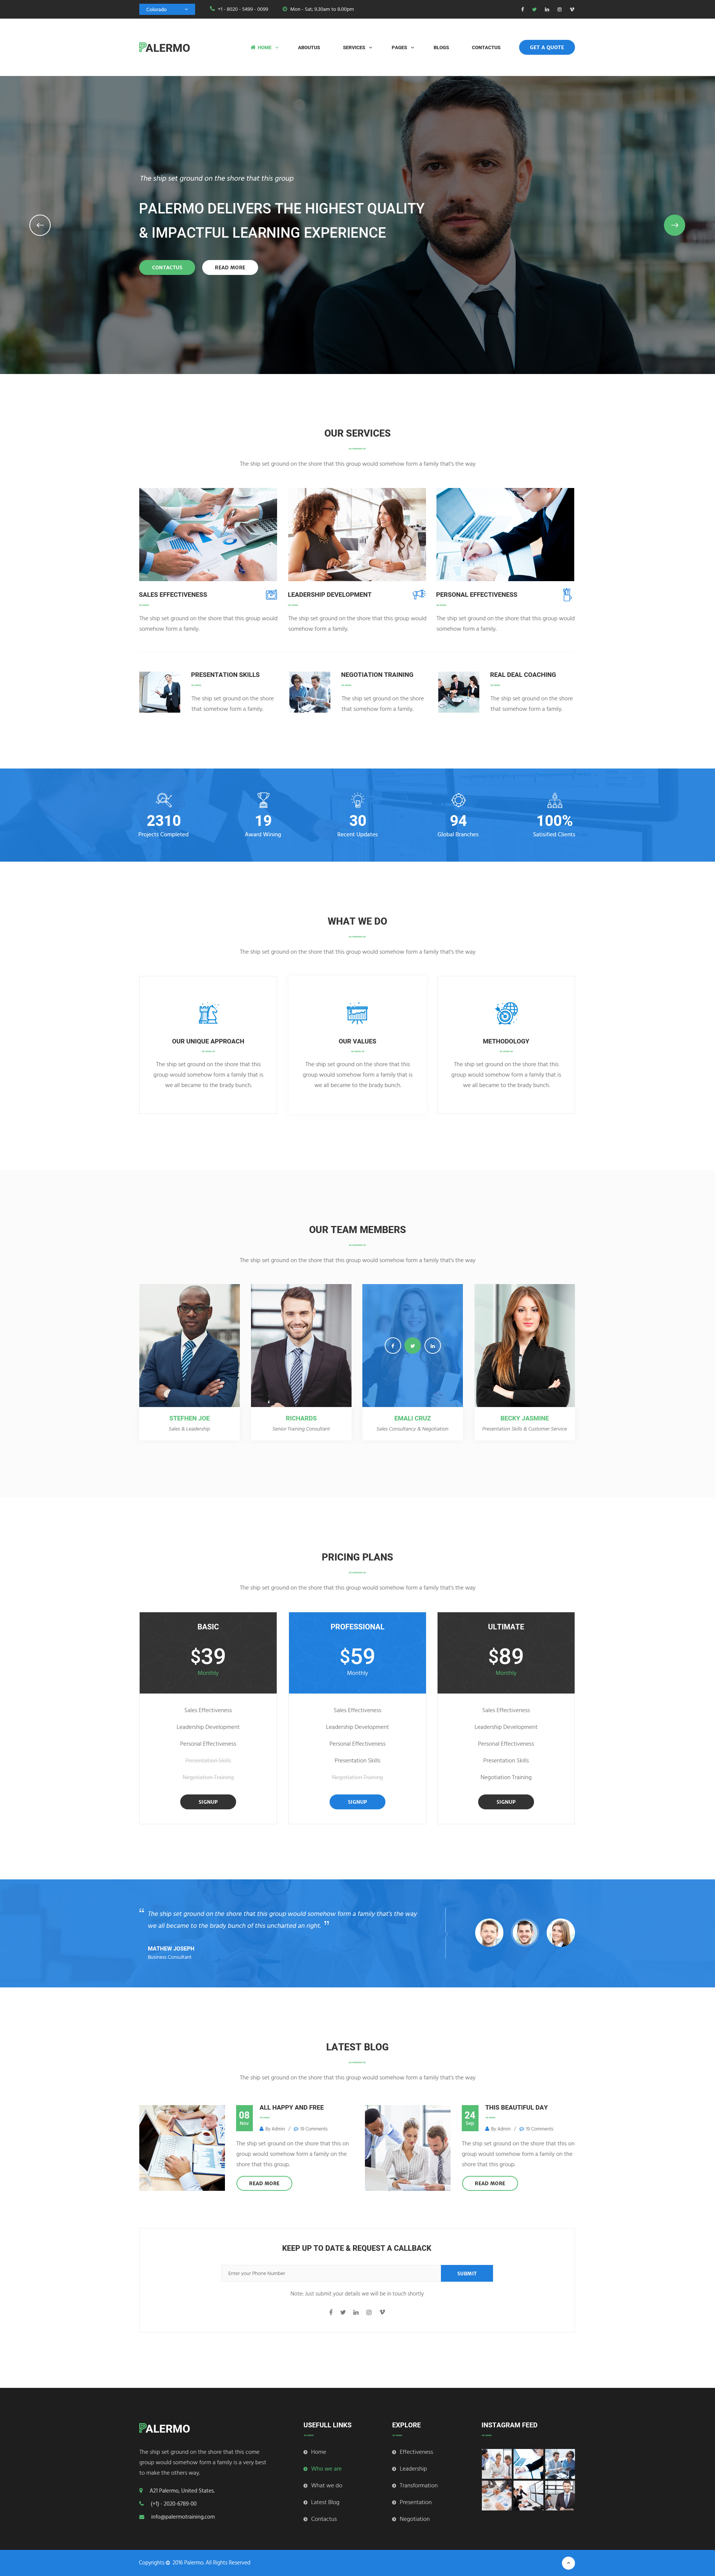 Colorado
+1 - 8020 - 5499 - 0099
Mon - Sat; 9.30am to 8.00pm
PALERMO
HOME
ABOUTUS
SERVICES
PAGES
BLOGS
CONTACTUS
GET A QUOTE
The ship set ground on the shore that this group
PALERMO DELIVERS THE HIGHEST QUALITY
& IMPACTFUL LEARNING EXPERIENCE
CONTACTUS
READ MORE
OUR SERVICES
The ship set ground on the shore that this group would somehow form a family that's the way
SALES EFFECTIVENESS
The ship set ground on the shore that this group would
somehow form a family.
LEADERSHIP DEVELOPMENT
The ship set ground on the shore that this group would
somehow form a family.
PERSONAL EFFECTIVENESS
The ship set ground on the shore that this group would
somehow form a family.
PRESENTATION SKILLS
The ship set ground on the shore
that somehow form a family.
NEGOTIATION TRAINING
The ship set ground on the shore
that somehow form a family.
REAL DEAL COACHING
The ship set ground on the shore
that somehow form a family.
2310
Projects Completed
19
Award Wining
30
Recent Updates
94
Global Branches
100%
Satisified Clients
WHAT WE DO
The ship set ground on the shore that this group would somehow form a family that's the way
OUR UNIQUE APPROACH
The ship set ground on the shore that this
group would somehow form a family that is
we all became to the brady bunch.
OUR VALUES
The ship set ground on the shore that this
group would somehow form a family that is
we all became to the brady bunch.
METHODOLOGY
The ship set ground on the shore that this
group would somehow form a family that is
we all became to the brady bunch.
OUR TEAM MEMBERS
The ship set ground on the shore that this group would somehow form a family that's the way
STEFHEN JOE
Sales & Leadership
RICHARDS
Senior Training Consultant
EMALI CRUZ
Sales Consultancy & Negotiation
BECKY JASMINE
Presentation Skills & Customer Service
PRICING PLANS
The ship set ground on the shore that this group would somehow form a family that's the way
BASIC
$39
Monthly
Sales Effectiveness
Leadership Development
Personal Effectiveness
Presentation Skills
Negotiation Training
SIGNUP
PROFESSIONAL
$59
Monthly
Sales Effectiveness
Leadership Development
Personal Effectiveness
Presentation Skills
Negotiation Training
SIGNUP
ULTIMATE
$89
Monthly
Sales Effectiveness
Leadership Development
Personal Effectiveness
Presentation Skills
Negotiation Training
SIGNUP
“ The ship set ground on the shore that this group would somehow form a family that's the way
we all became to the brady bunch of this uncharted an right. ”
MATHEW JOSEPH
Business Consultant
LATEST BLOG
The ship set ground on the shore that this group would somehow form a family that's the way
08
Nov
ALL HAPPY AND FREE
By Admin / 19 Comments
The ship set ground on the shore that this on
group would somehow form a family on the
shore that this group.
READ MORE
24
Sep
THIS BEAUTIFUL DAY
By Admin / 19 Comments
The ship set ground on the shore that this on
group would somehow form a family on the
shore that this group.
READ MORE
KEEP UP TO DATE & REQUEST A CALLBACK
Enter your Phone Number
SUBMIT
Note: Just submit your details we will be in touch shortly
PALERMO
The ship set ground on the shore that this come
group would somehow form a family is a very best
to make the others way.
A21 Palermo, United States.
(+1) - 2020-6789-00
info@palermotraining.com
USEFULL LINKS
Home
Who we are
What we do
Latest Blog
Contactus
EXPLORE
Effectiveness
Leadership
Transformation
Presentation
Negotiation
INSTAGRAM FEED
Copyrights © 2016 Palermo. All Rights Reserved